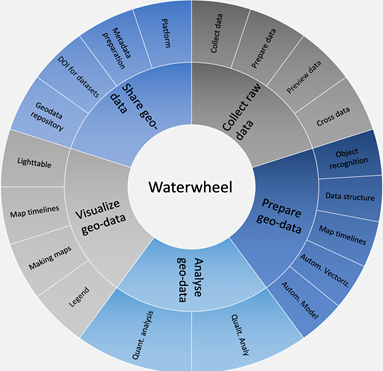 Waterwheel
Collect raw
data
Collect data
Prepare data
Preview data
Cross data
Prepare
geo-data
Object
recognition
Data structure
Map timelines
Autom. Vectoriz.
Autom. Model
Analyse
geo-data
Qualit. Analy
Quant. analysis
Visualize
geo-data
Legend
Making maps
Map timelines
Lighttable
Share geo-
data
Geodata
repository
DOI for datasets
Metadata
preparation
Platform